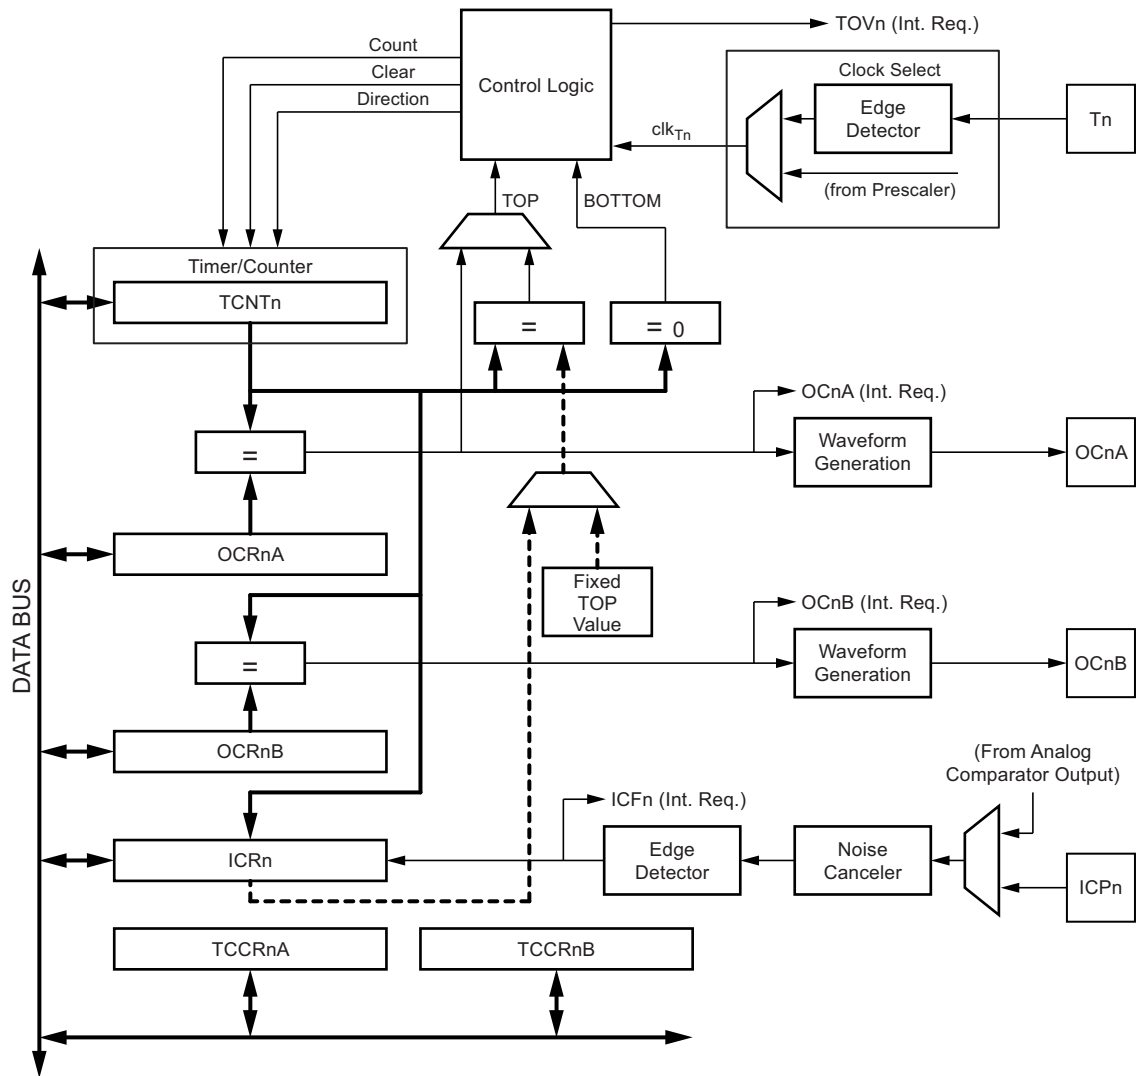 TOVn (Int. Req.)
Count
Clear
Direction
Control Logic
Clock Select
Edge
Detector
Tn
clkTn
(from Prescaler)
TOP
BOTTOM
Timer/Counter
TCNTn
=
= 0
OCnA (Int. Req.)
=
Waveform
Generation
OCnA
OCRnA
Fixed
TOP
Value
DATA BUS
OCnB (Int. Req.)
=
Waveform
Generation
OCnB
OCRnB
(From Analog
Comparator Output)
ICFn (Int. Req.)
ICRn
Edge
Detector
Noise
Canceler
ICPn
TCCRnA
TCCRnB